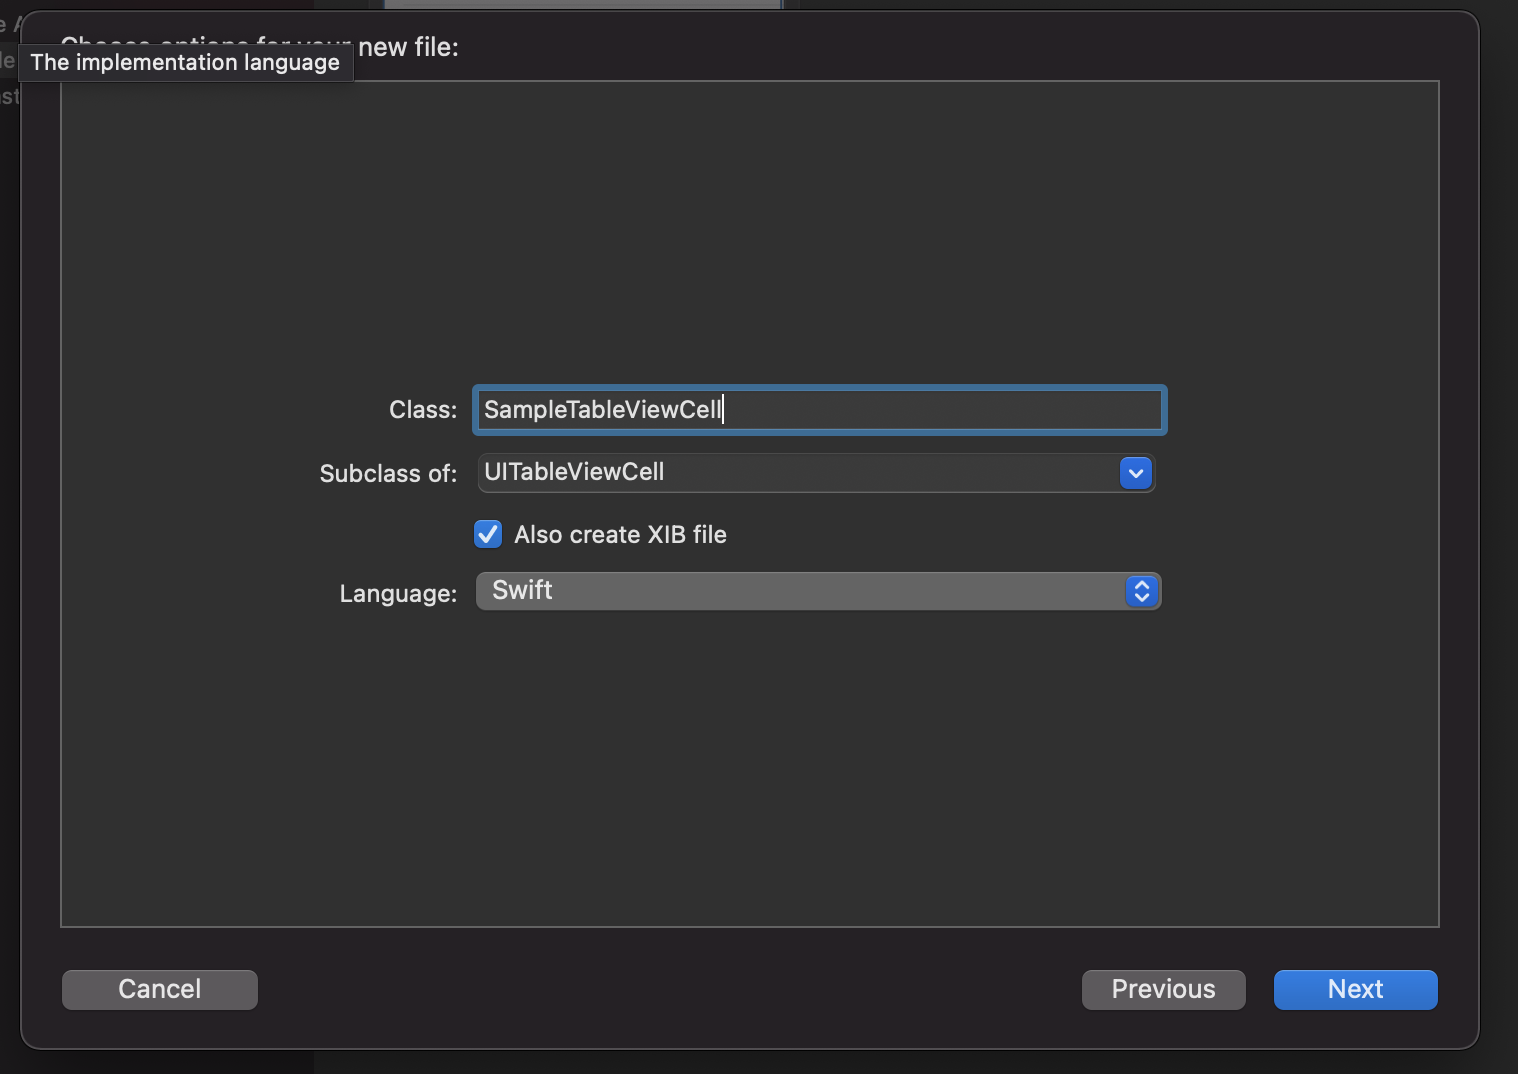 new file:
The implementation language
Class: SampleTableViewCell
Subclass of: UITableViewCell
Also create XIB file
Language: Swift
Cancel Previous Next